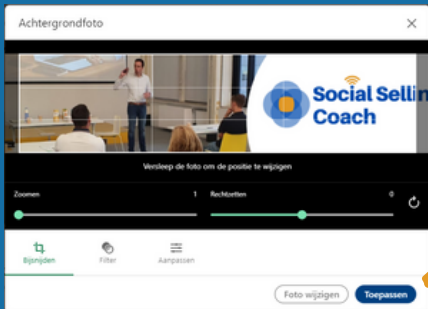 Achtergrondfoto
Social Sellin
Coach
Versleep de foto om de positie te wijzigen
Zoomen 1 Rechtzetten 0
Bijsnijden Filter Aanpassen
Foto wijzigen Toepassen